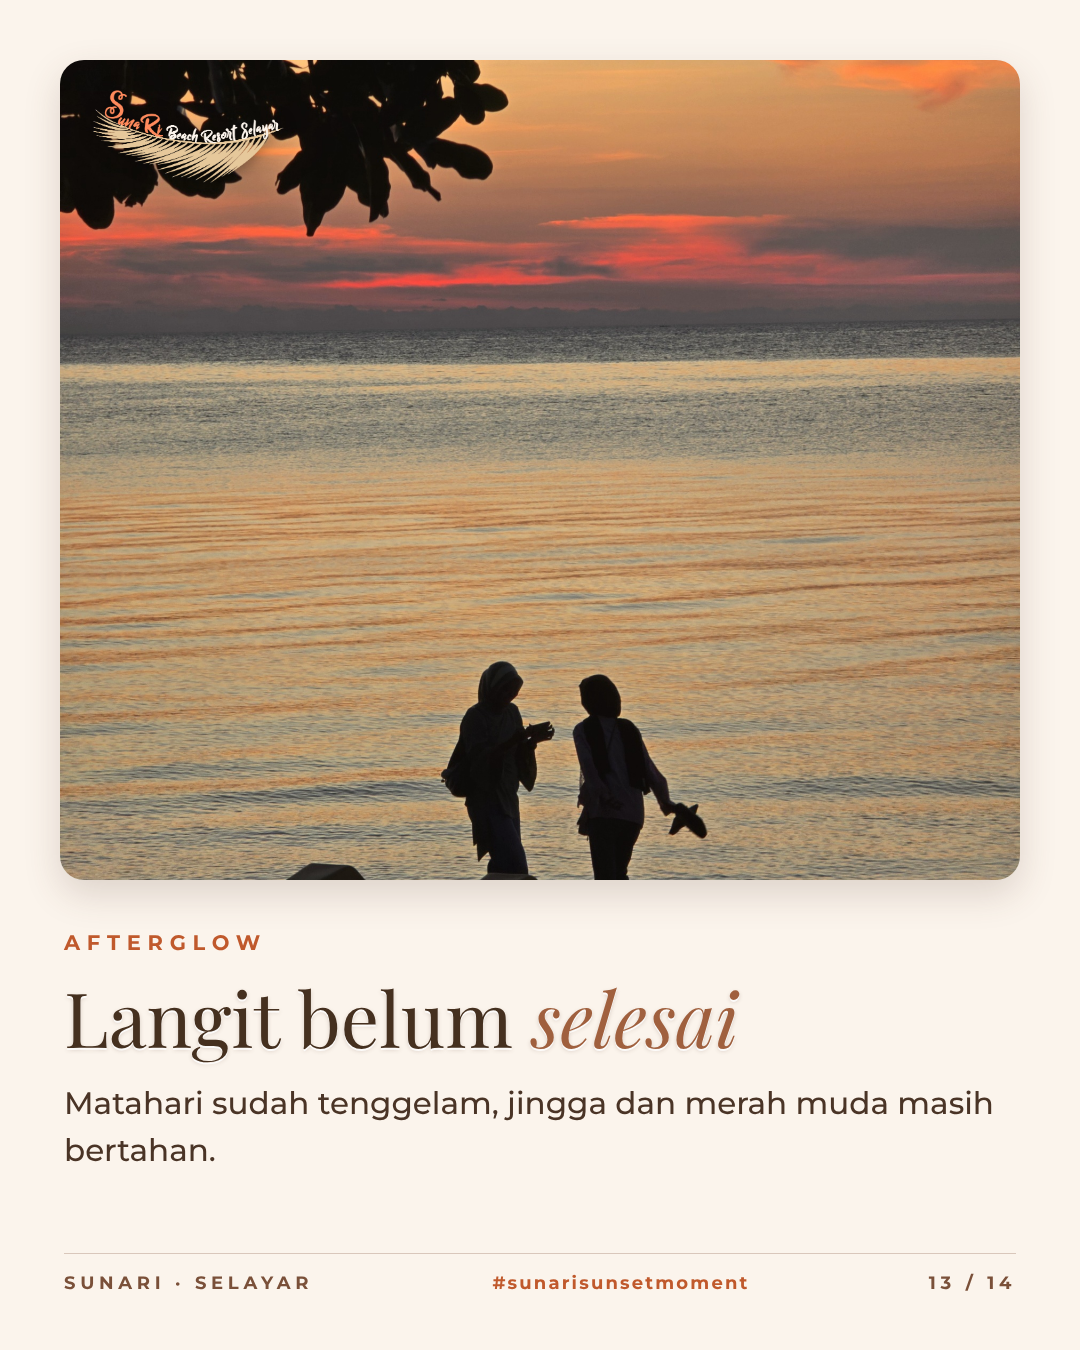 SunaRi Beach Resort Selayar
AFTERGLOW
Langit belum selesai
Matahari sudah tenggelam, jingga dan merah muda masih
bertahan.
SUNARI · SELAYAR
#sunarisunsetmoment
13 / 14